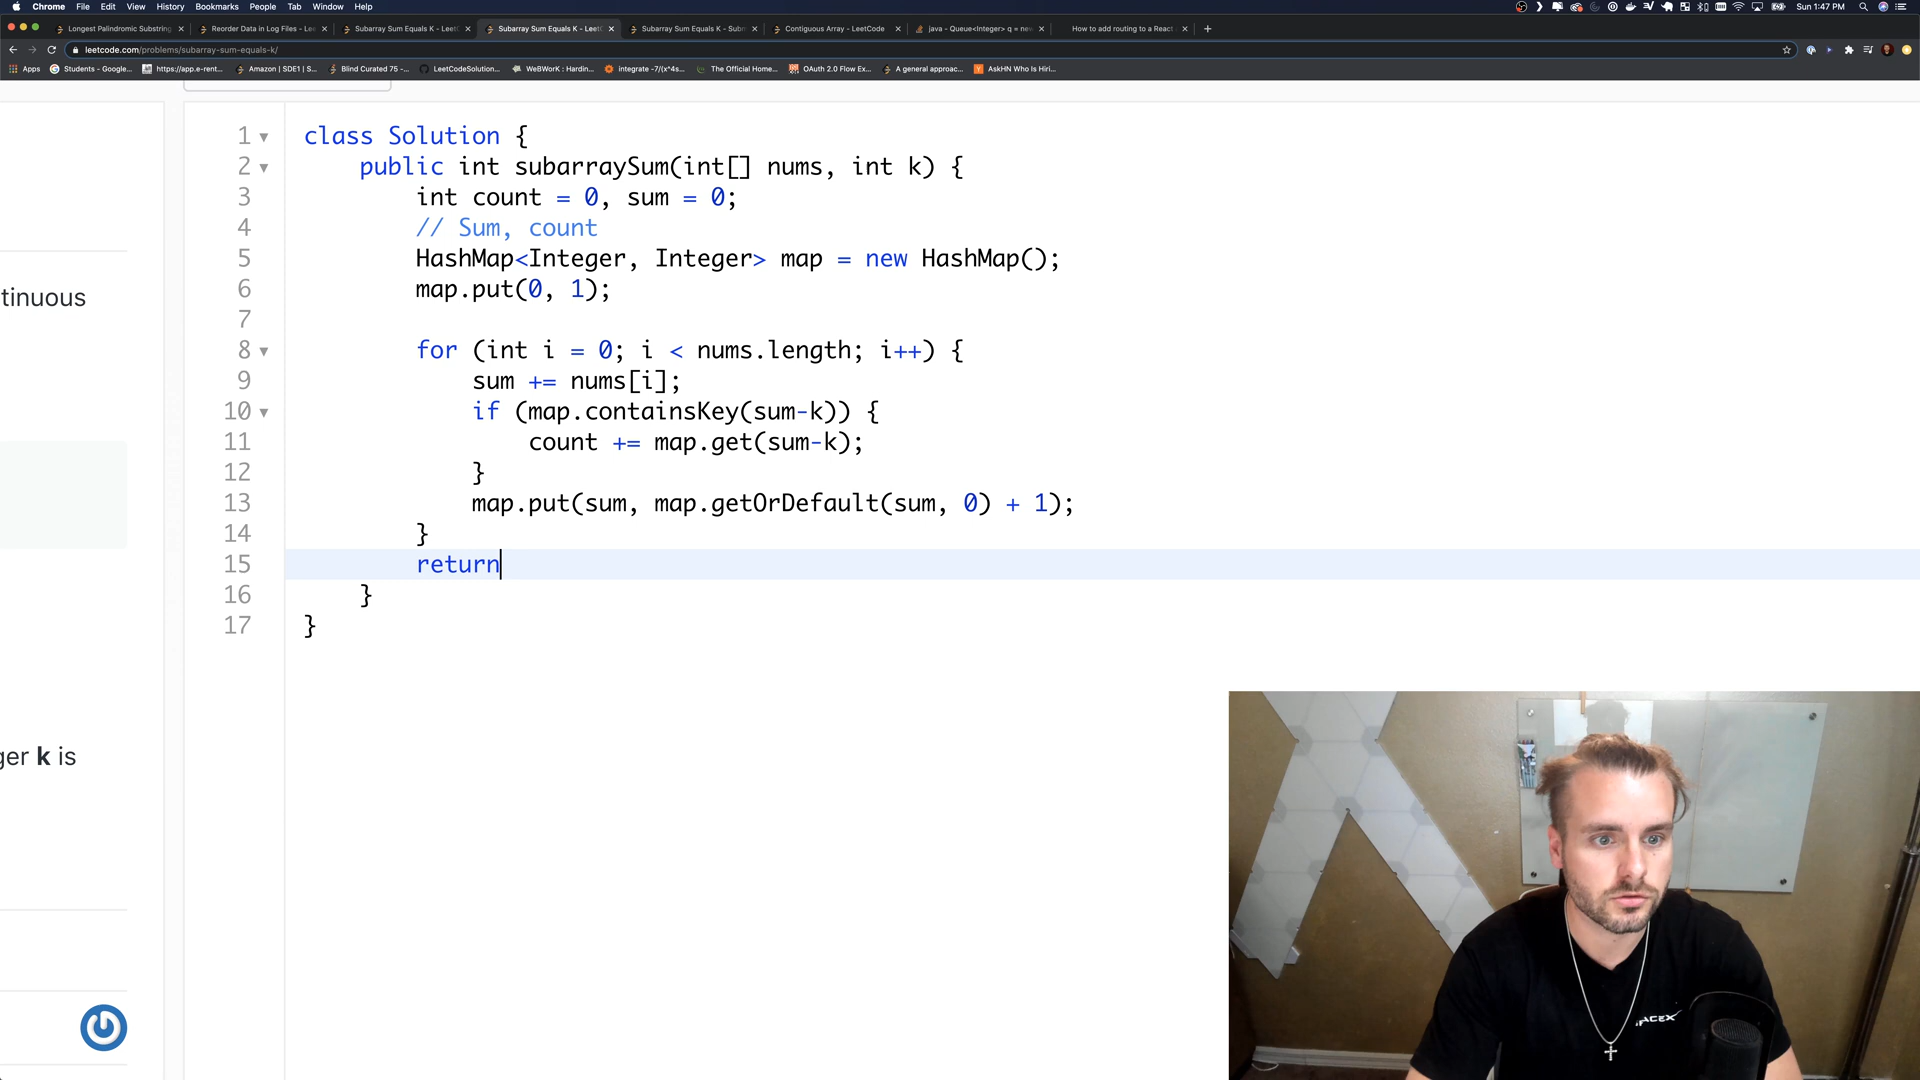 Chrome File Edit View History Bookmarks People Tab Window Help Sun 1:47 PM
Longest Palindromic Substring Reorder Data in Log Files - Lee Subarray Sum Equals K - LeetC Subarray Sum Equals K - LeetC Subarray Sum Equals K - Subm Contiguous Array - LeetCode java - Queue<Integer> q = new How to add routing to a React
leetcode.com/problems/subarray-sum-equals-k/
Apps Students - Google... https://app.e-rent... Amazon | SDE1 | S... Blind Curated 75 -... LeetCodeSolution... WeBWorK : Hardin... integrate -7/(x^4s... The Official Home... OAuth 2.0 Flow Ex... A general approac... AskHN Who Is Hiri...
tinuous
ger k is
1 class Solution {
2 public int subarraySum(int[] nums, int k) {
3 int count = 0, sum = 0;
4 // Sum, count
5 HashMap<Integer, Integer> map = new HashMap();
6 map.put(0, 1);
7
8 for (int i = 0; i < nums.length; i++) {
9 sum += nums[i];
10 if (map.containsKey(sum-k)) {
11 count += map.get(sum-k);
12 }
13 map.put(sum, map.getOrDefault(sum, 0) + 1);
14 }
15 return
16 }
17 }
PACEX